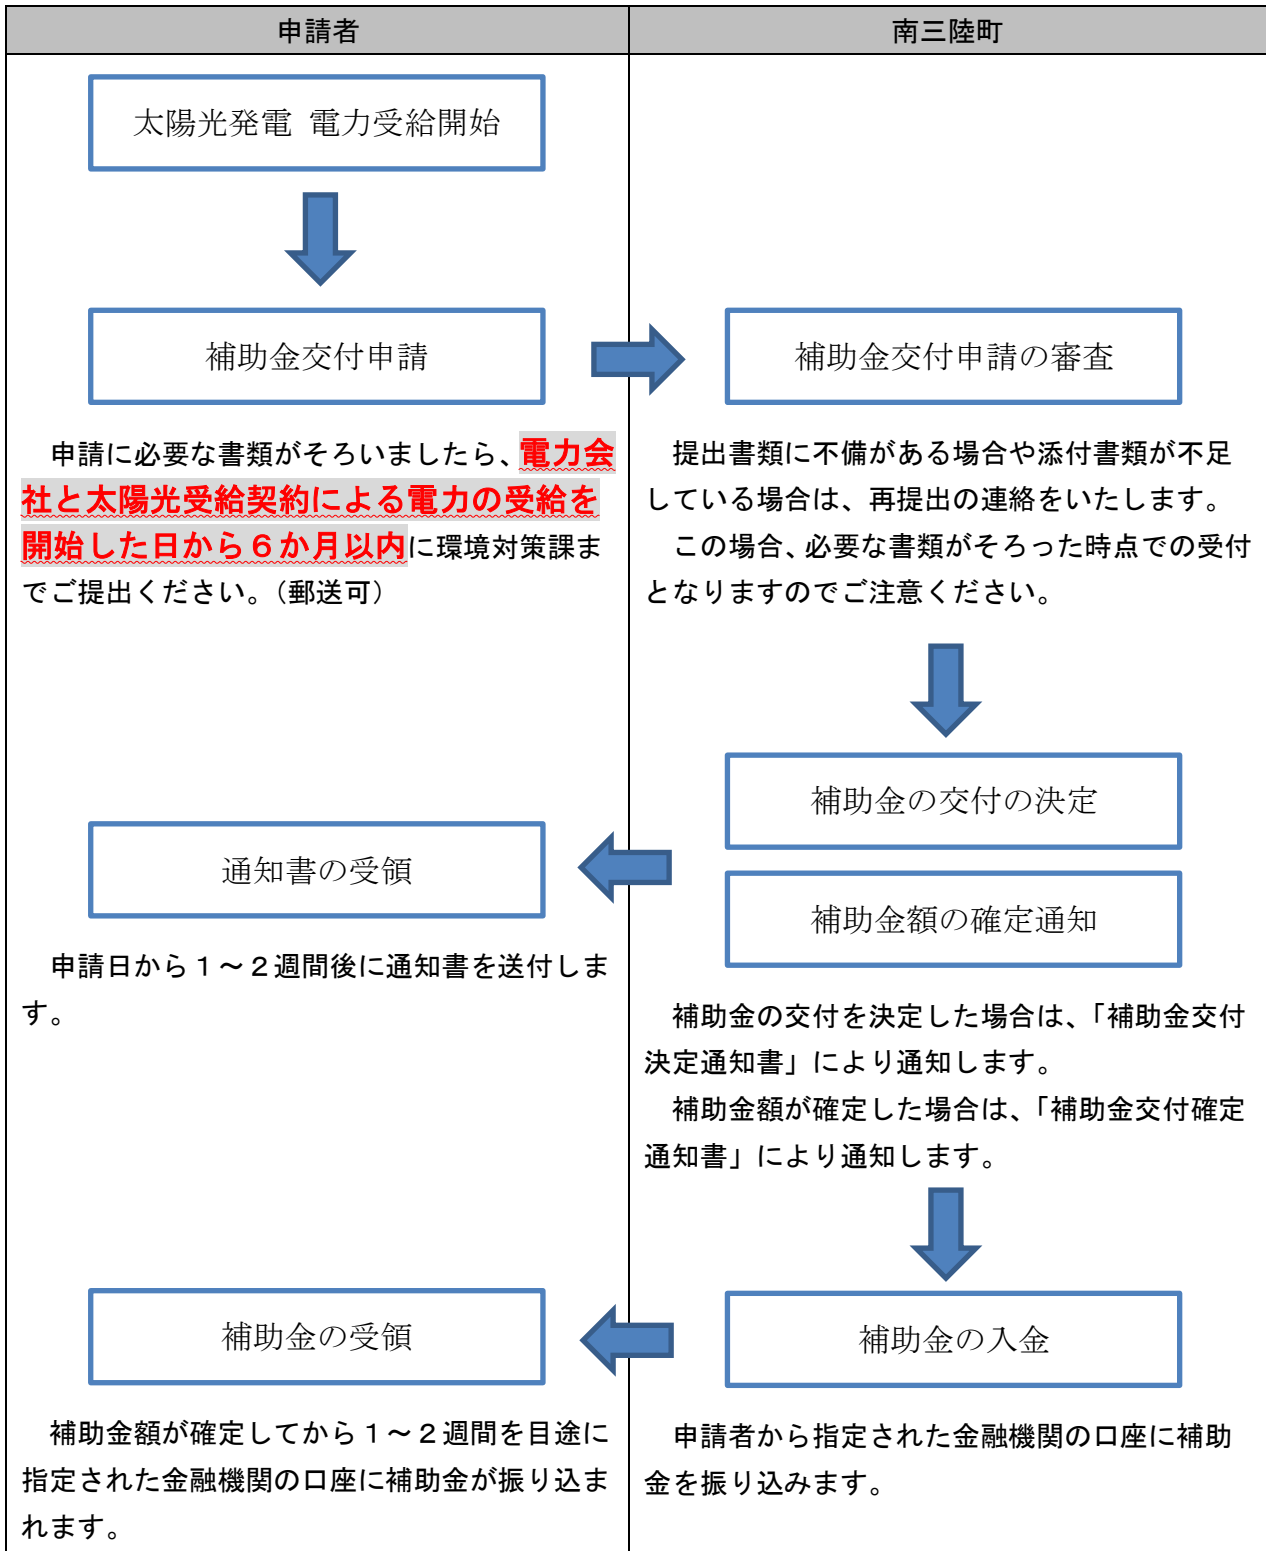 申請者
南三陸町
太陽光発電 電力受給開始
補助金交付申請
補助金交付申請の審査
申請に必要な書類がそろいましたら、電力会
社と太陽光受給契約による電力の受給を
開始した日から６か月以内に環境対策課ま
でご提出ください。（郵送可）
提出書類に不備がある場合や添付書類が不足
している場合は、再提出の連絡をいたします。
この場合、必要な書類がそろった時点での受付
となりますのでご注意ください。
補助金の交付の決定
補助金額の確定通知
通知書の受領
申請日から１～２週間後に通知書を送付しま
す。
補助金の交付を決定した場合は、「補助金交付
決定通知書」により通知します。
補助金額が確定した場合は、「補助金交付確定
通知書」により通知します。
補助金の受領
補助金の入金
補助金額が確定してから１～２週間を目途に
指定された金融機関の口座に補助金が振り込ま
れます。
申請者から指定された金融機関の口座に補助
金を振り込みます。